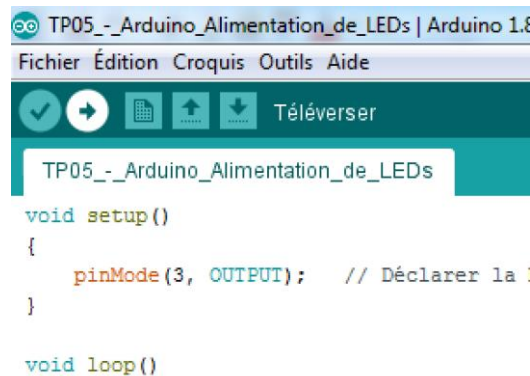 TP05_-_Arduino_Alimentation_de_LEDs | Arduino 1.8
Fichier Édition Croquis Outils Aide
Téléverser
TP05_-_Arduino_Alimentation_de_LEDs
void setup()
{
pinMode(3, OUTPUT); // Déclarer la
}
void loop()